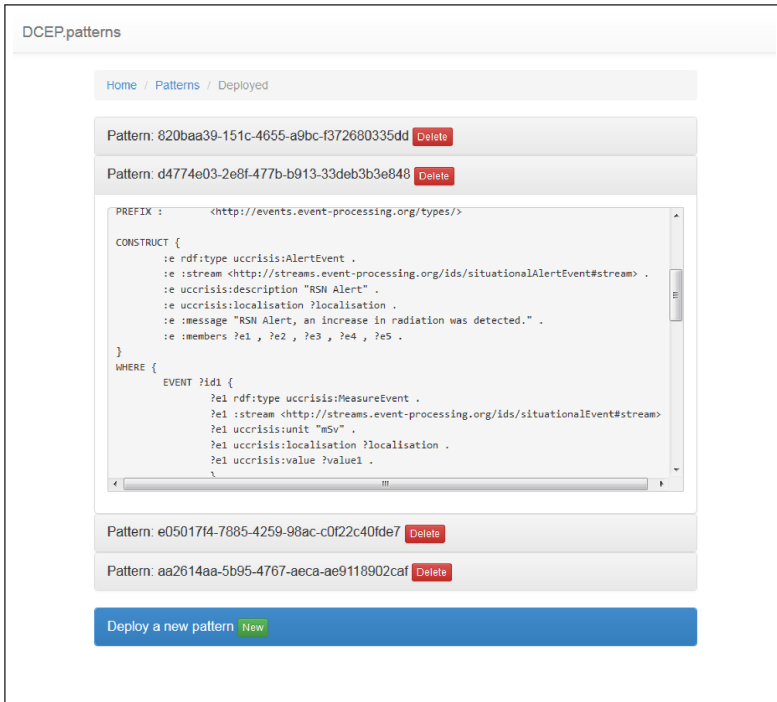 DCEP.patterns
Home / Patterns / Deployed
Pattern: 820baa39-151c-4655-a9bc-f372680335dd Delete
Pattern: d4774e03-2e8f-477b-b913-33deb3b3e848 Delete
PREFIX : <http://events.event-processing.org/types/>
CONSTRUCT {
:e rdf:type uccrisis:AlertEvent .
:e :stream <http://streams.event-processing.org/ids/situationalAlertEvent#stream> .
:e uccrisis:description "RSN Alert" .
:e uccrisis:localisation ?localisation .
:e :message "RSN Alert, an increase in radiation was detected." .
:e :members ?e1 , ?e2 , ?e3 , ?e4 , ?e5 .
}
WHERE {
EVENT ?id1 {
?e1 rdf:type uccrisis:MeasureEvent .
?e1 :stream <http://streams.event-processing.org/ids/situationalEvent#stream>
?e1 uccrisis:unit "mSv" .
?e1 uccrisis:localisation ?localisation .
?e1 uccrisis:value ?value1 .
}
Pattern: e05017f4-7885-4259-98ac-c0f22c40fde7 Delete
Pattern: aa2614aa-5b95-4767-aeca-ae9118902caf Delete
Deploy a new pattern New